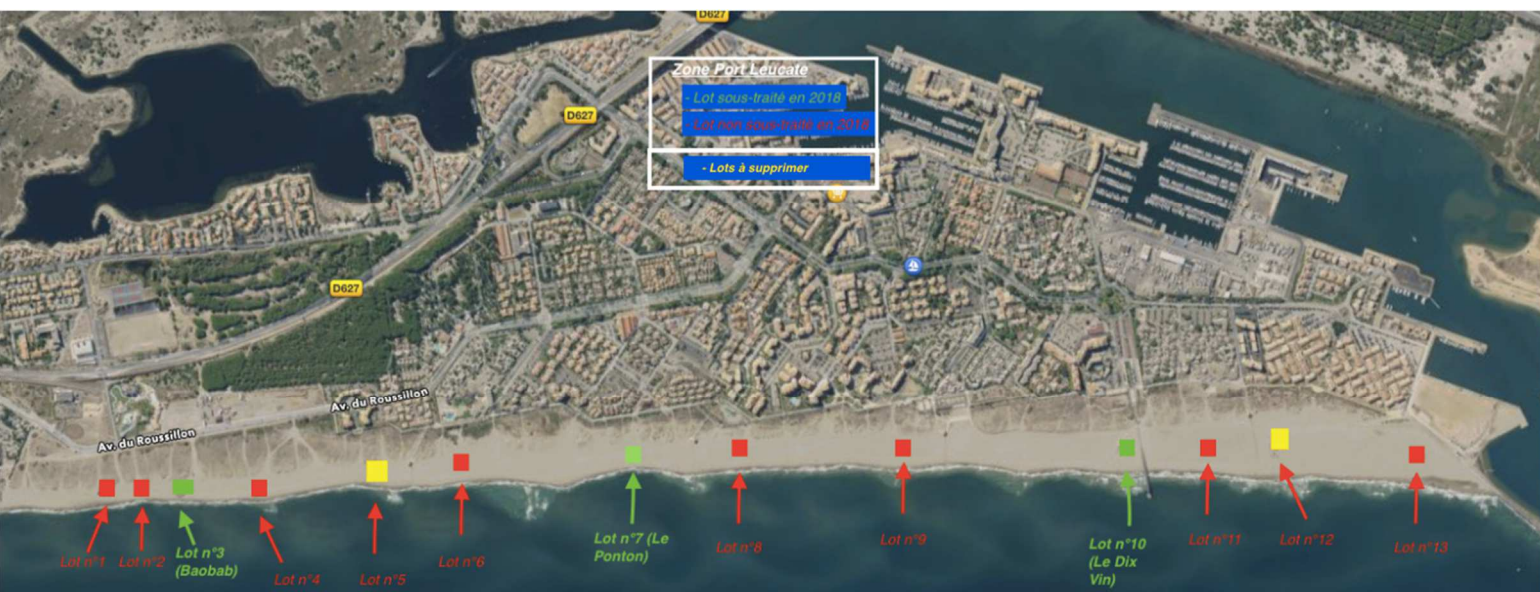 D627
Zone Port Leucate
- Lot sous-traité en 2018
- Lot non sous-traité en 2018
D627
- Lots à supprimer
D627
Av. du Roussillon
Av. du Roussillon
Lot n°1
Lot n°2
Lot n°3
(Baobab)
Lot n°4
Lot n°5
Lot n°6
Lot n°7 (Le
Ponton)
Lot n°8
Lot n°9
Lot n°10
(Le Dix
Vin)
Lot n°11
Lot n°12
Lot n°13